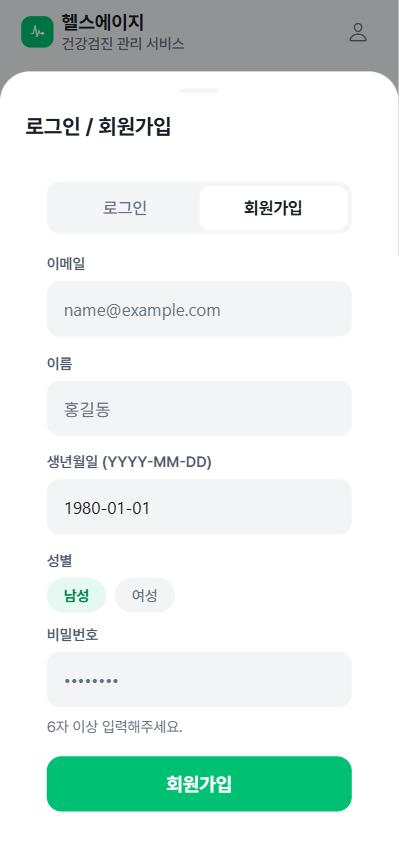 헬스에이지
건강검진 관리 서비스
로그인 / 회원가입
로그인 회원가입
이메일
name@example.com
이름
홍길동
생년월일 (YYYY-MM-DD)
1980-01-01
성별
남성 여성
비밀번호
••••••••
6자 이상 입력해주세요.
회원가입